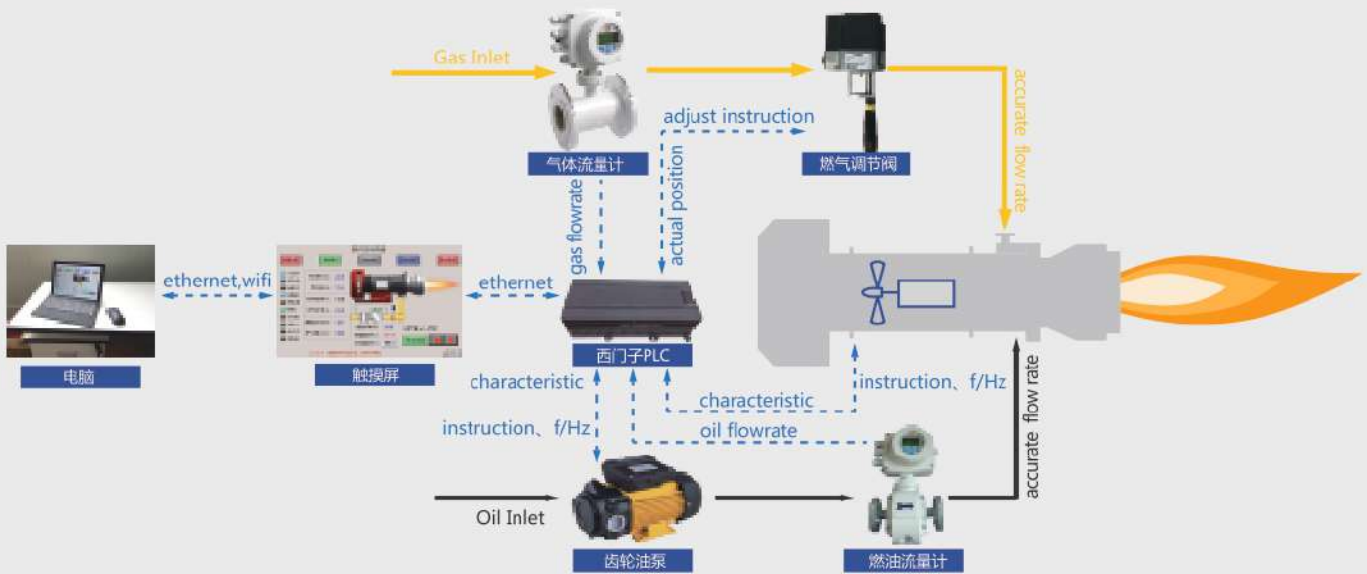 Gas Inlet
气体流量计
燃气调节阀
accurate flow rate
adjust instruction
gas flowrate
actual position
ethernet,wifi
ethernet
电脑
触摸屏
西门子PLC
characteristic
instruction、f/Hz
characteristic
instruction、f/Hz
oil flowrate
accurate flow rate
Oil Inlet
齿轮油泵
燃油流量计